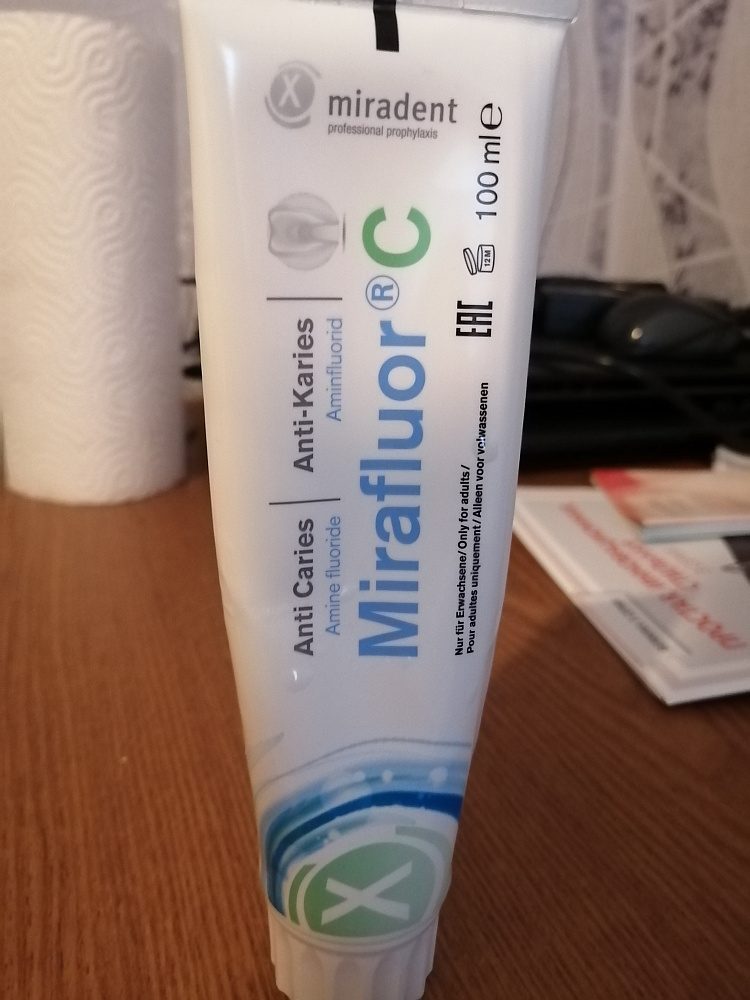 X
miradent
professional prophylaxis
100 ml e
12M
EAC
Anti Caries | Anti-Karies
Amine fluoride | Aminfluorid
Mirafluor®C
Nur für Erwachsene/ Only for adults/
Pour adultes uniquement / Alleen voor volwassenen
X